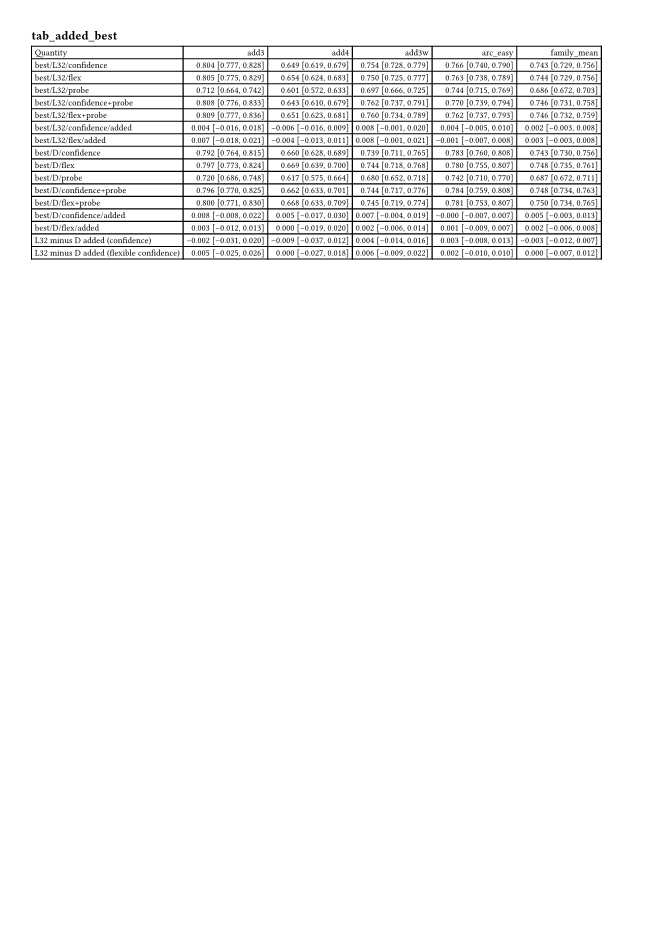 tab_added_best
Quantity add3 add4 add3w arc_easy family_mean
best/L32/confidence 0.804 [0.777, 0.828] 0.649 [0.619, 0.679] 0.754 [0.728, 0.779] 0.766 [0.740, 0.790] 0.743 [0.729, 0.756]
best/L32/flex 0.805 [0.775, 0.829] 0.654 [0.624, 0.683] 0.750 [0.725, 0.777] 0.763 [0.738, 0.789] 0.744 [0.729, 0.756]
best/L32/probe 0.712 [0.664, 0.742] 0.601 [0.572, 0.633] 0.697 [0.666, 0.725] 0.744 [0.715, 0.769] 0.686 [0.672, 0.703]
best/L32/confidence+probe 0.808 [0.776, 0.833] 0.643 [0.610, 0.679] 0.762 [0.737, 0.791] 0.770 [0.739, 0.794] 0.746 [0.731, 0.758]
best/L32/flex+probe 0.809 [0.777, 0.836] 0.651 [0.623, 0.681] 0.760 [0.734, 0.789] 0.762 [0.737, 0.793] 0.746 [0.732, 0.759]
best/L32/confidence/added 0.004 [−0.016, 0.018] −0.006 [−0.016, 0.009] 0.008 [−0.001, 0.020] 0.004 [−0.005, 0.010] 0.002 [−0.003, 0.008]
best/L32/flex/added 0.007 [−0.018, 0.021] −0.004 [−0.013, 0.011] 0.008 [−0.001, 0.021] −0.001 [−0.007, 0.008] 0.003 [−0.003, 0.008]
best/D/confidence 0.792 [0.764, 0.815] 0.660 [0.628, 0.689] 0.739 [0.711, 0.765] 0.783 [0.760, 0.808] 0.743 [0.730, 0.756]
best/D/flex 0.797 [0.773, 0.824] 0.669 [0.639, 0.700] 0.744 [0.718, 0.768] 0.780 [0.755, 0.807] 0.748 [0.735, 0.761]
best/D/probe 0.720 [0.686, 0.748] 0.617 [0.575, 0.664] 0.680 [0.652, 0.718] 0.742 [0.710, 0.770] 0.687 [0.672, 0.711]
best/D/confidence+probe 0.796 [0.770, 0.825] 0.662 [0.633, 0.701] 0.744 [0.717, 0.776] 0.784 [0.759, 0.808] 0.748 [0.734, 0.763]
best/D/flex+probe 0.800 [0.771, 0.830] 0.668 [0.633, 0.709] 0.745 [0.719, 0.774] 0.781 [0.753, 0.807] 0.750 [0.734, 0.765]
best/D/confidence/added 0.008 [−0.008, 0.022] 0.005 [−0.017, 0.030] 0.007 [−0.004, 0.019] −0.000 [−0.007, 0.007] 0.005 [−0.003, 0.013]
best/D/flex/added 0.003 [−0.012, 0.013] 0.000 [−0.019, 0.020] 0.002 [−0.006, 0.014] 0.001 [−0.009, 0.007] 0.002 [−0.006, 0.008]
L32 minus D added (confidence) −0.002 [−0.031, 0.020] −0.009 [−0.037, 0.012] 0.004 [−0.014, 0.016] 0.003 [−0.008, 0.013] −0.003 [−0.012, 0.007]
L32 minus D added (flexible confidence) 0.005 [−0.025, 0.026] 0.000 [−0.027, 0.018] 0.006 [−0.009, 0.022] 0.002 [−0.010, 0.010] 0.000 [−0.007, 0.012]